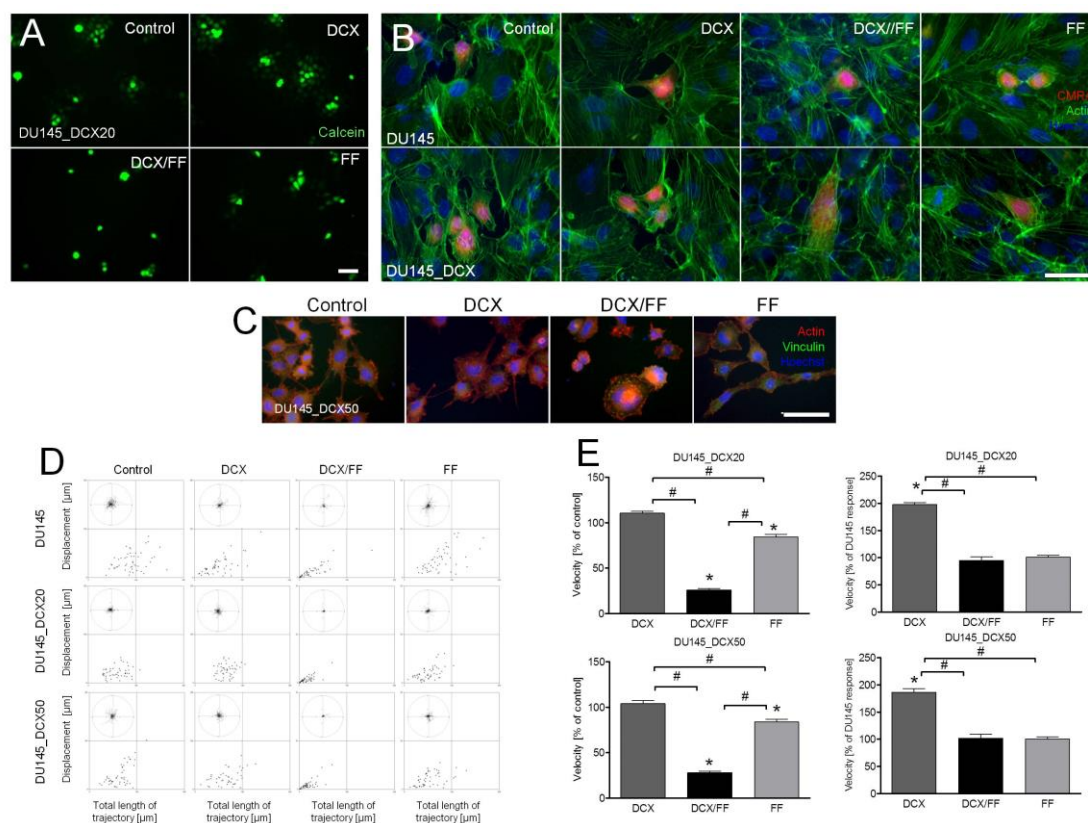 A
Control
DCX
DU145_DCX20
Calcein
DCX/FF
FF
B
Control
DCX
DCX//FF
FF
DU145
Actin
DU145_DCX
C
Control
DCX
DCX/FF
FF
DU145_DCX50
Actin
Vinculin
Hoechst
D
Control
DCX
DCX/FF
FF
DU145
Displacement [µm]
DU145_DCX20
Displacement [µm]
DU145_DCX50
Displacement [µm]
Total length of
trajectory [µm]
Total length of
trajectory [µm]
Total length of
trajectory [µm]
Total length of
trajectory [µm]
E
DU145_DCX20
Velocity [% of control]
150
100
50
0
#
#
#
*
*
DCX
DCX/FF
FF
DU145_DCX20
Velocity [% of DU145 response]
250
200
150
100
50
0
#
#
*
DCX
DCX/FF
FF
DU145_DCX50
Velocity [% of control]
150
100
50
0
#
#
#
*
*
DCX
DCX/FF
FF
DU145_DCX50
Velocity [% of DU145 response]
250
200
150
100
50
0
#
#
*
DCX
DCX/FF
FF